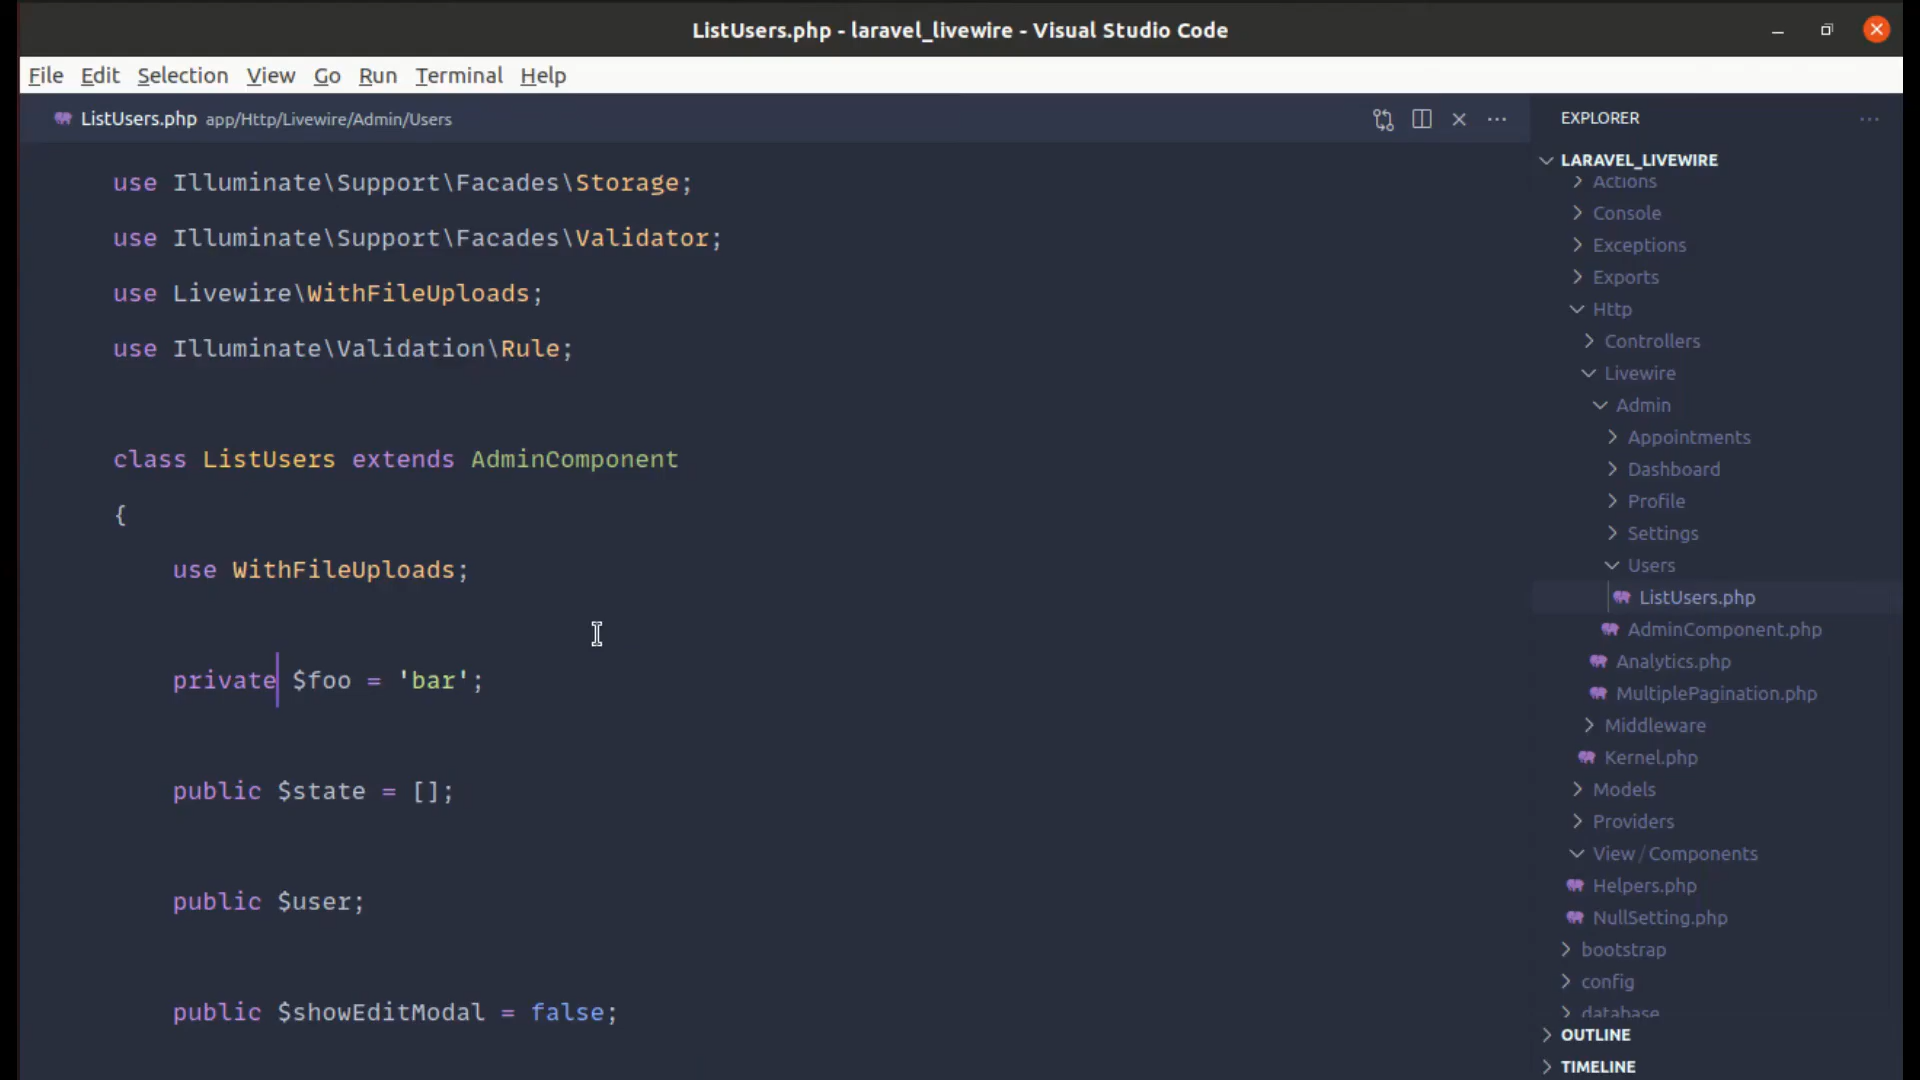 ListUsers.php - laravel_livewire - Visual Studio Code
File Edit Selection View Go Run Terminal Help
ListUsers.php app/Http/Livewire/Admin/Users
use Illuminate\Support\Facades\Storage;
use Illuminate\Support\Facades\Validator;
use Livewire\WithFileUploads;
use Illuminate\Validation\Rule;
class ListUsers extends AdminComponent
{
use WithFileUploads;
private $foo = 'bar';
public $state = [];
public $user;
public $showEditModal = false;
EXPLORER
LARAVEL_LIVEWIRE
Actions
Console
Exceptions
Exports
Http
Controllers
Livewire
Admin
Appointments
Dashboard
Profile
Settings
Users
ListUsers.php
AdminComponent.php
Analytics.php
MultiplePagination.php
Middleware
Kernel.php
Models
Providers
View / Components
Helpers.php
NullSetting.php
bootstrap
config
database
OUTLINE
TIMELINE